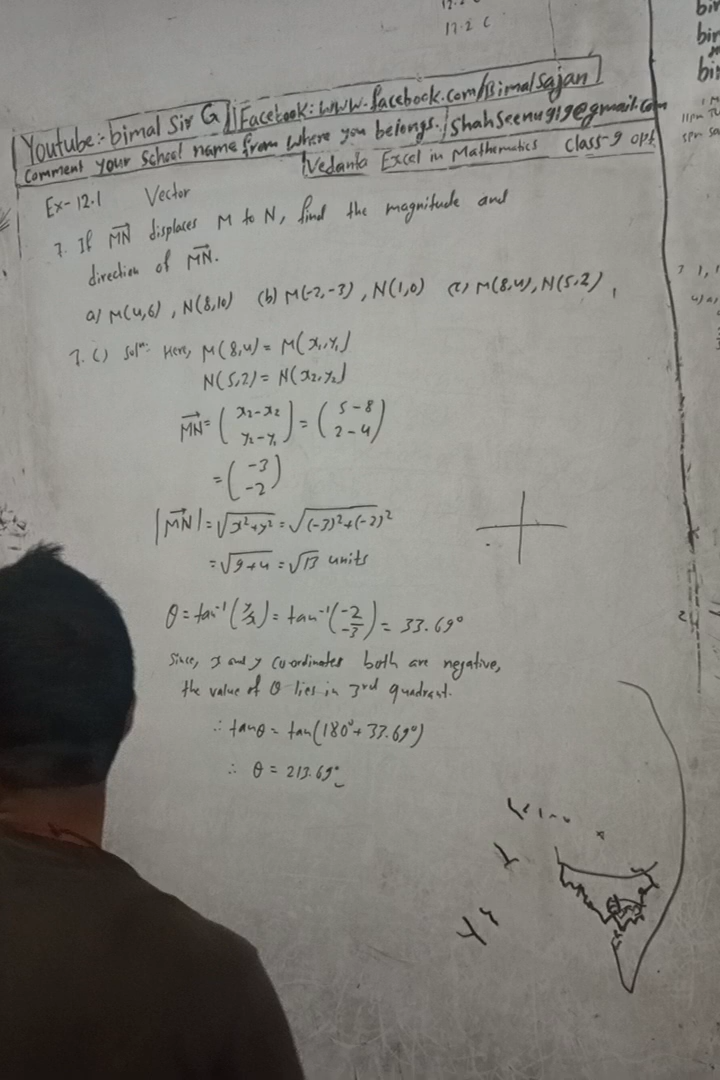 17.2 C
Youtube:- bimal Sir G Facebook: www.facebook.com/Bimalsajan
Comment your School name from where you belongs. shahseenu919@gmail.com
Vedanta Excel in Mathematics class-9 opt
Ex-12.1 Vector
7. If MN⃗ displaces M to N, find the magnitude and
direction of MN⃗.
a) M(4,6), N(8,10) (b) M(-2,-3), N(1,0) (c) M(8,4), N(5,2)
7. c) Solⁿ: Here, M(8,4) = M(x₁,y₁)
N(5,2) = N(x₂,y₂)
MN⃗ = (x₂-x₂ / y₂-y₁) = (5-8 / 2-4)
= (-3 / -2)
|MN⃗| = √x²+y² = √(-3)²+(-2)²
= √9+4 = √13 units
θ = tan⁻¹(y/x) = tan⁻¹(-2/-3) = 33.69°
Since, x and y co-ordinates both are negative,
the value of θ lies in 3rd quadrant.
∴ tanθ = tan(180°+33.69°)
∴ θ = 213.69°